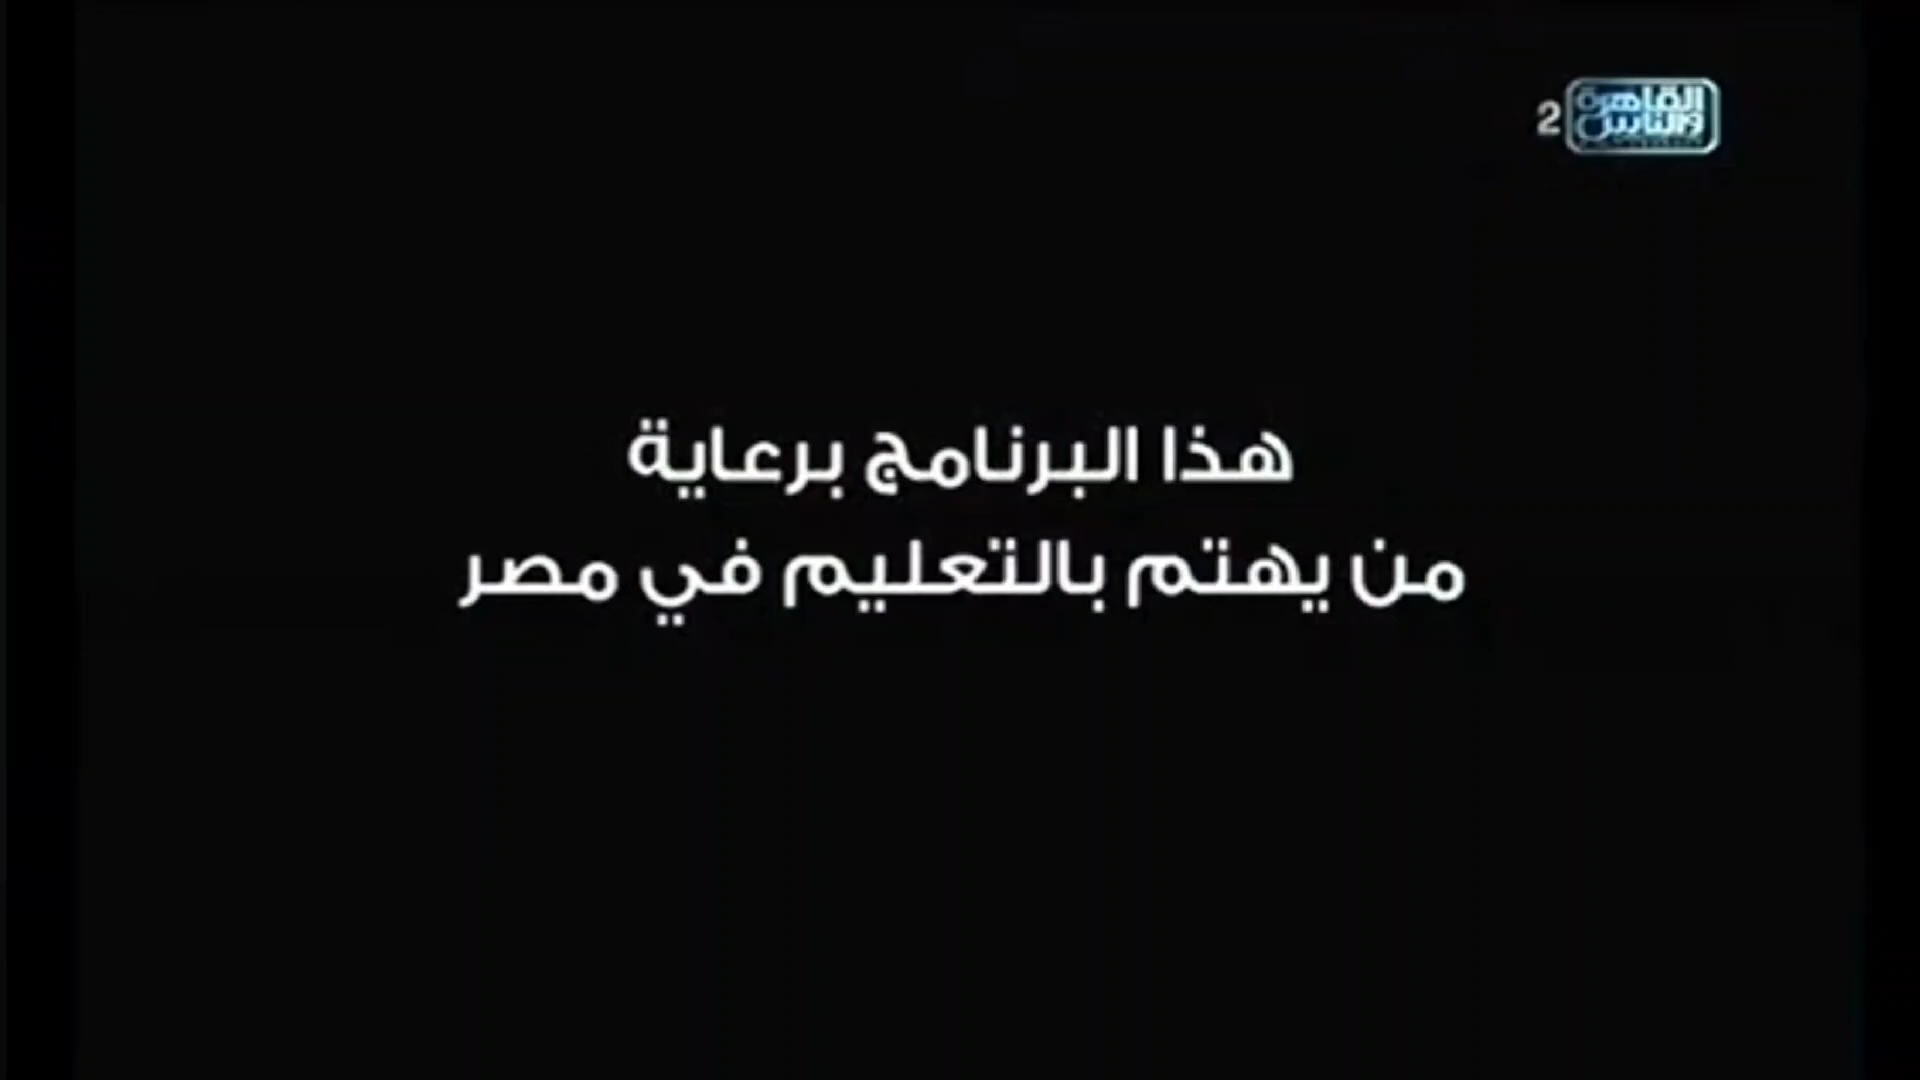 القاهرة
والناس
2
هذا البرنامج برعاية
من يهتم بالتعليم في مصر